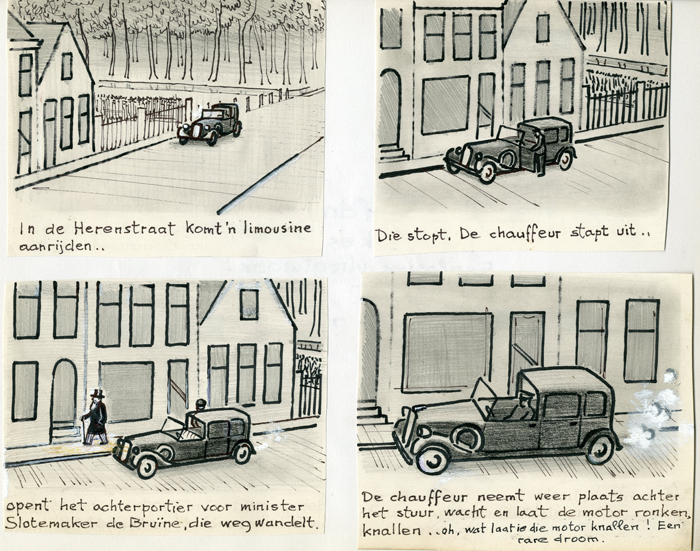 In de Herenstraat komt'n limousine
aanrijden..
Die stopt. De chauffeur stapt uit..
opent het achterportier voor minister
Slotemaker de Bruïne, die weg wandelt.
De chauffeur neemt weer plaats achter
het stuur, wacht en laat de motor ronken,
knallen...oh, wat laat ie die motor knallen! Een
rare droom.